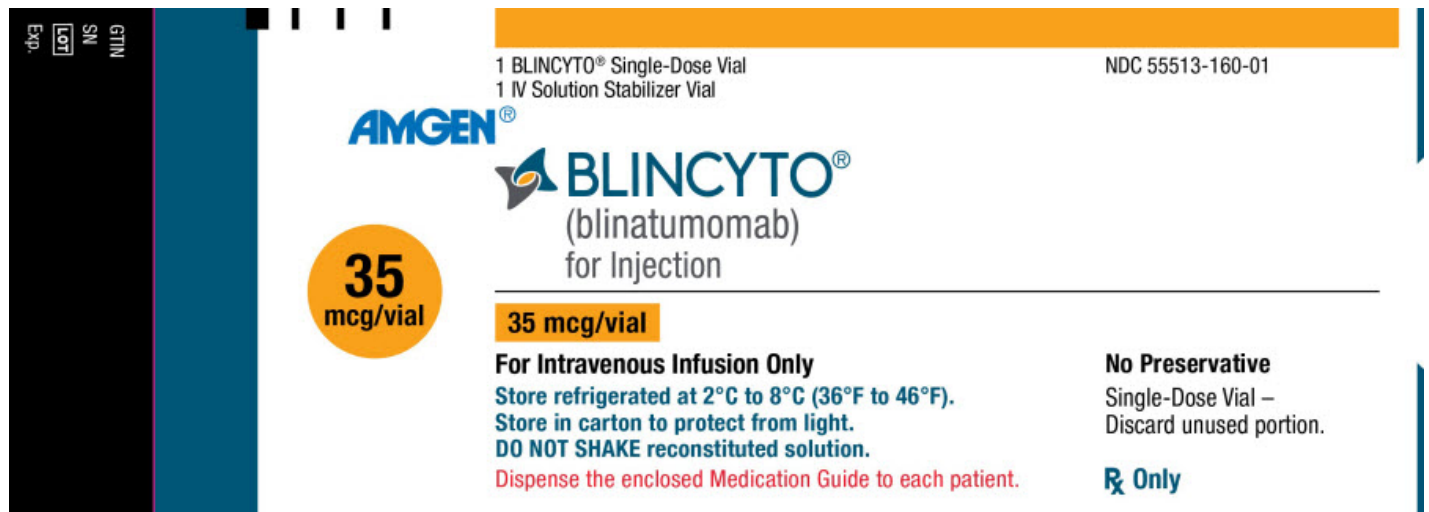 GTIN
SN
LOT
Exp.
1 BLINCYTO® Single-Dose Vial
1 IV Solution Stabilizer Vial
NDC 55513-160-01
AMGEN®
BLINCYTO®
(blinatumomab)
for Injection
35
mcg/vial
35 mcg/vial
For Intravenous Infusion Only
Store refrigerated at 2°C to 8°C (36°F to 46°F).
Store in carton to protect from light.
DO NOT SHAKE reconstituted solution.
Dispense the enclosed Medication Guide to each patient.
No Preservative
Single-Dose Vial –
Discard unused portion.
Rx Only